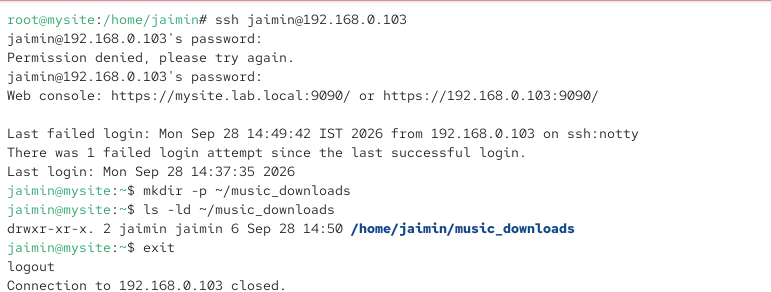 root@mysite:/home/jaimin# ssh jaimin@192.168.0.103
jaimin@192.168.0.103's password:
Permission denied, please try again.
jaimin@192.168.0.103's password:
Web console: https://mysite.lab.local:9090/ or https://192.168.0.103:9090/

Last failed login: Mon Sep 28 14:49:42 IST 2026 from 192.168.0.103 on ssh:notty
There was 1 failed login attempt since the last successful login.
Last login: Mon Sep 28 14:37:35 2026
jaimin@mysite:~$ mkdir -p ~/music_downloads
jaimin@mysite:~$ ls -ld ~/music_downloads
drwxr-xr-x. 2 jaimin jaimin 6 Sep 28 14:50 /home/jaimin/music_downloads
jaimin@mysite:~$ exit
logout
Connection to 192.168.0.103 closed.